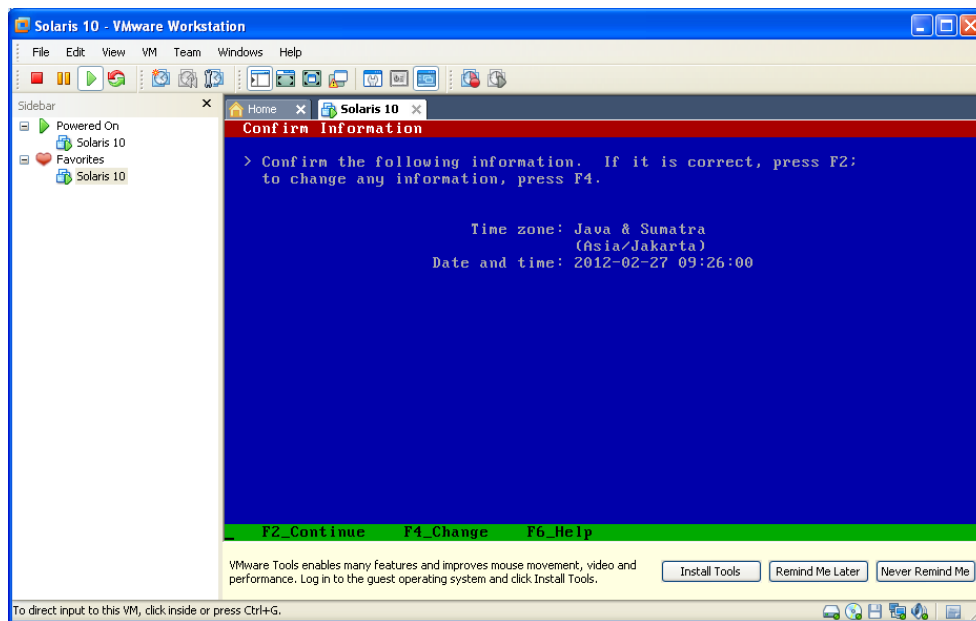 Solaris 10 - VMware Workstation
File Edit View VM Team Windows Help
Sidebar
Powered On
Solaris 10
Favorites
Solaris 10
Home Solaris 10
Confirm Information
> Confirm the following information. If it is correct, press F2;
to change any information, press F4.
Time zone: Java & Sumatra
(Asia/Jakarta)
Date and time: 2012-02-27 09:26:00
F2_Continue F4_Change F6_Help
VMware Tools enables many features and improves mouse movement, video and
performance. Log in to the guest operating system and click Install Tools.
Install Tools Remind Me Later Never Remind Me
To direct input to this VM, click inside or press Ctrl+G.